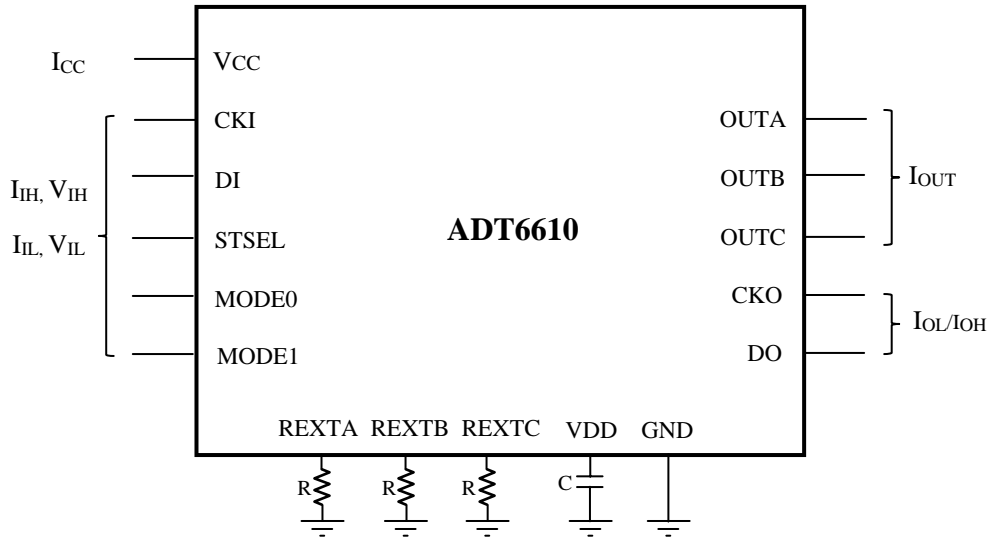 ICC
VCC
CKI
DI
STSEL
MODE0
MODE1
IIH, VIH
IIL, VIL
ADT6610
OUTA
OUTB
OUTC
CKO
DO
IOUT
IOL/IOH
REXTA REXTB REXTC VDD GND
R R R C